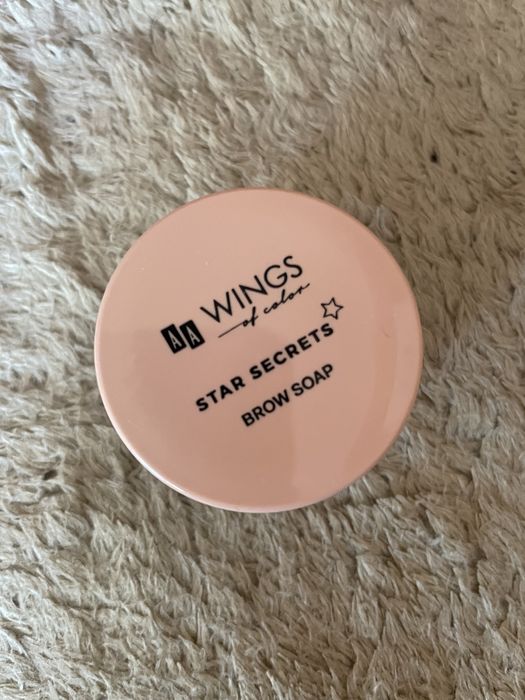 AA WINGS
of color
STAR SECRETS
BROW SOAP